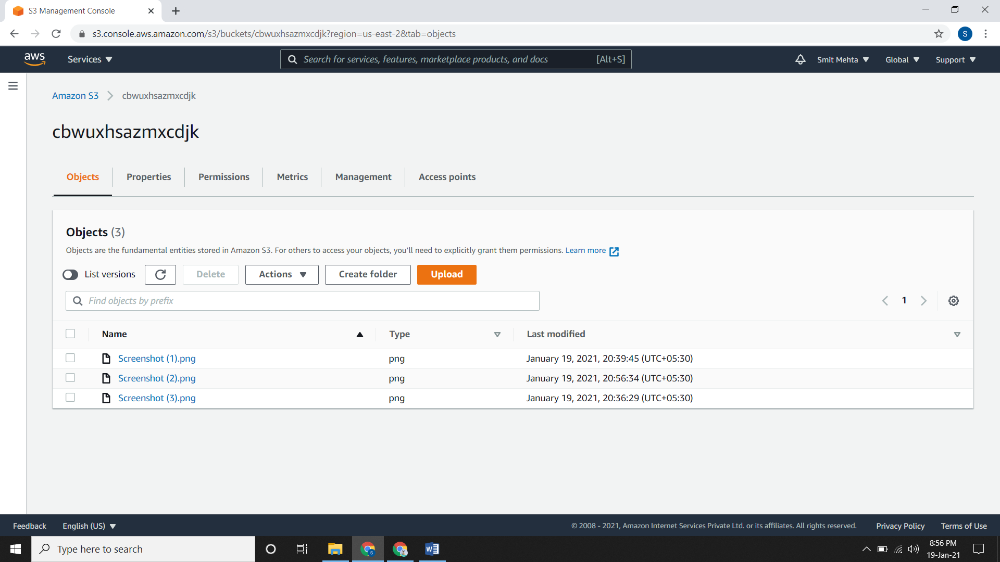 S3 Management Console
s3.console.aws.amazon.com/s3/buckets/cbwuxhsazmxcdjk?region=us-east-2&tab=objects
S
aws
Services
Search for services, features, marketplace products, and docs
[Alt+S]
Smit Mehta
Global
Support
Amazon S3
cbwuxhsazmxcdjk
cbwuxhsazmxcdjk
Objects
Properties
Permissions
Metrics
Management
Access points
Objects (3)
Objects are the fundamental entities stored in Amazon S3. For others to access your objects, you'll need to explicitly grant them permissions. Learn more
List versions
Delete
Actions
Create folder
Upload
Find objects by prefix
1
Name
Type
Last modified
Screenshot (1).png
png
January 19, 2021, 20:39:45 (UTC+05:30)
Screenshot (2).png
png
January 19, 2021, 20:56:34 (UTC+05:30)
Screenshot (3).png
png
January 19, 2021, 20:36:29 (UTC+05:30)
Feedback
English (US)
© 2008 - 2021, Amazon Internet Services Private Ltd. or its affiliates. All rights reserved.
Privacy Policy
Terms of Use
Type here to search
8:56 PM
19-Jan-21